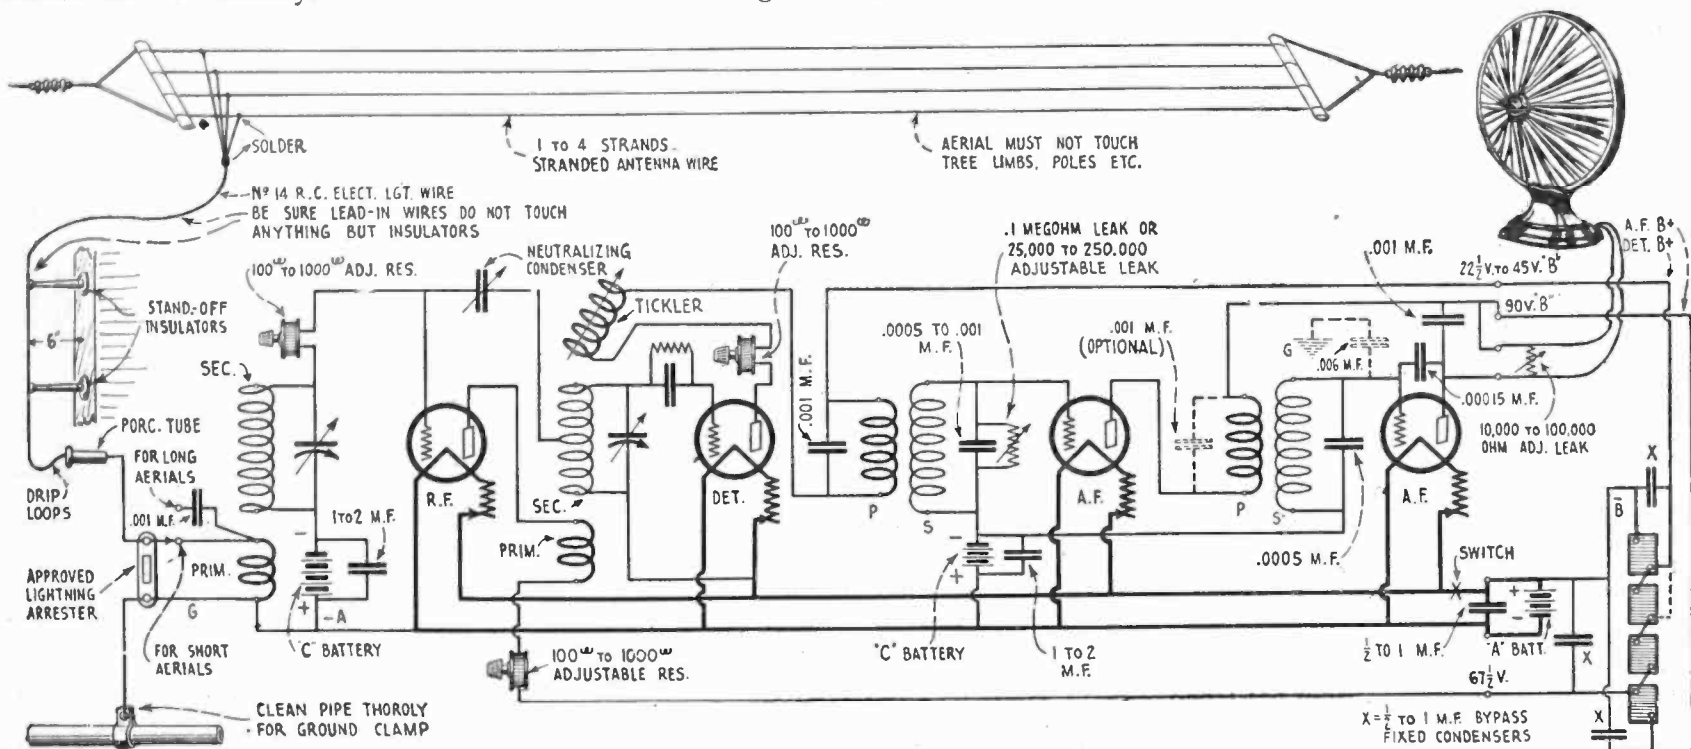 SOLDER
1 TO 4 STRANDS
STRANDED ANTENNA WIRE
AERIAL MUST NOT TOUCH
TREE LIMBS, POLES ETC.
Nº 14 R.C. ELECT. LGT. WIRE
BE SURE LEAD-IN WIRES DO NOT TOUCH
ANYTHING BUT INSULATORS
100ω TO 1000ω ADJ. RES.
NEUTRALIZING
CONDENSER
TICKLER
100ω TO 1000ω
ADJ. RES.
.1 MEGOHM LEAK OR
25,000 TO 250.000
ADJUSTABLE LEAK
.001 M.F.
A.F. B+
DET. B+
22½V. TO 45V. "B"
90V. "B"
STAND-OFF
INSULATORS
6"
SEC.
.0005 TO .001
M.F.
.001 M.F.
(OPTIONAL)
G
.006 M.F.
.00015 M.F.
10,000 TO 100,000
OHM ADJ. LEAK
PORC. TUBE
FOR LONG
AERIALS
DRIP
LOOPS
.001 M.F.
1 TO 2 M.F.
R.F.
SEC.
DET.
.001 M.F.
P
S
A.F.
P
S
A.F.
X
B
APPROVED
LIGHTNING
ARRESTER
PRIM.
G
-
+
-A
PRIM.
-
+
.0005 M.F.
SWITCH
X
+
-
FOR SHORT
AERIALS
"C" BATTERY
100ω TO 1000ω
ADJUSTABLE RES.
"C" BATTERY
1 TO 2
M.F.
½ TO 1 M.F.
"A" BATT.
X
67½ V.
CLEAN PIPE THOROLY
FOR GROUND CLAMP
X = ½ TO 1 M.F. BYPASS
FIXED CONDENSERS
X